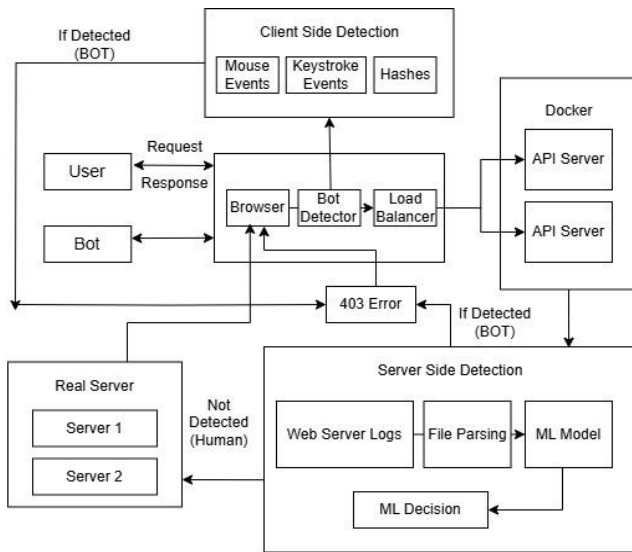 If Detected
(BOT)
Client Side Detection
Mouse
Events
Keystroke
Events
Hashes
Docker
API Server
API Server
User
Request
Response
Bot
Browser
Bot
Detector
Load
Balancer
403 Error
If Detected
(BOT)
Real Server
Server 1
Server 2
Not
Detected
(Human)
Server Side Detection
Web Server Logs
File Parsing
ML Model
ML Decision